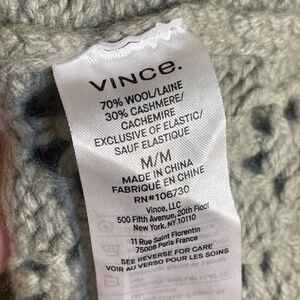 VINCE.
70% WOOL/LAINE
30% CASHMERE/
CACHEMIRE
EXCLUSIVE OF ELASTIC/
SAUF ELASTIQUE
M/M
MADE IN CHINA
FABRIQUÉ EN CHINE
RN#106730
Vince, LLC
500 Fifth Avenue, 20th Floor
New York, NY 10110
11 Rue Saint Florentin
75008 Paris France
SEE REVERSE FOR CARE
VOIR AU VERSO POUR LES SOINS